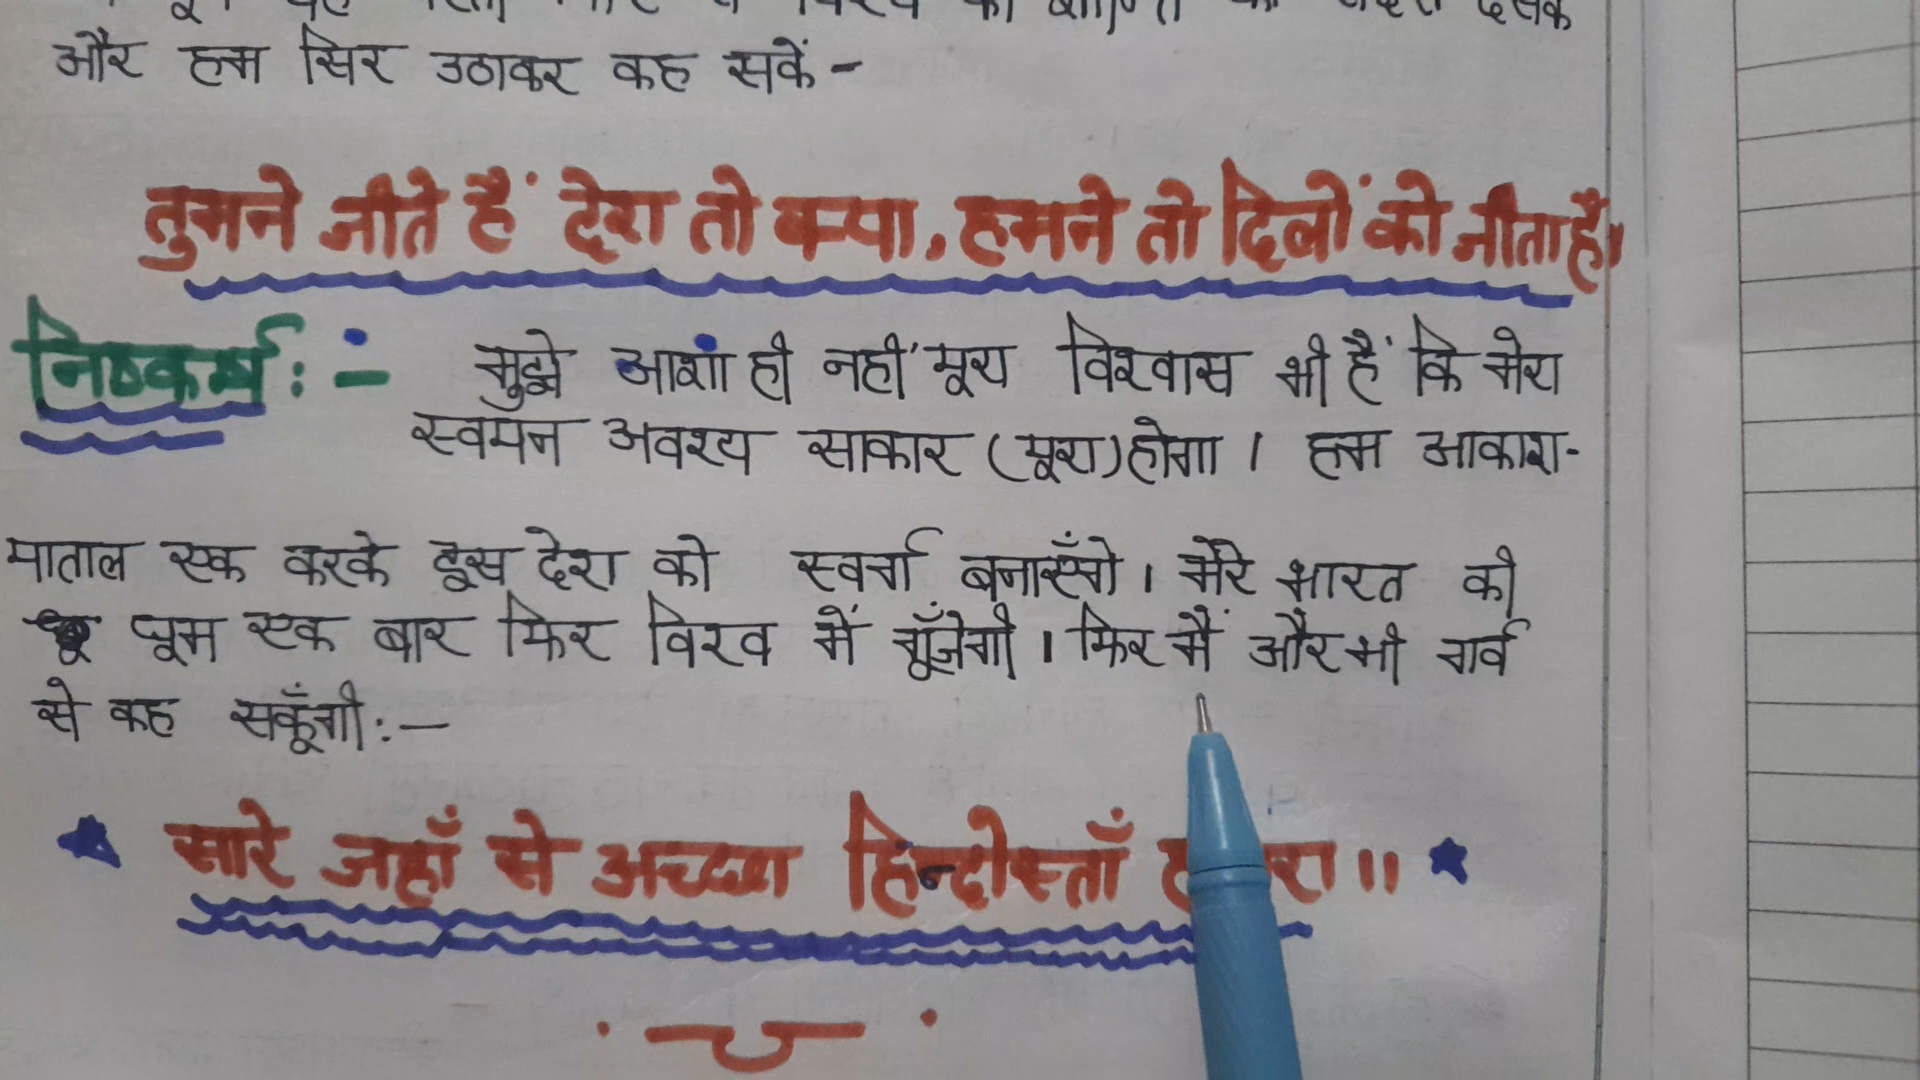 और हम सिर उठाकर कह सकें -
तुमने जीते हैं देश तो क्या, हमने तो दिलों को जीता है।
निष्कर्ष : - मुझे आशा ही नहीं पूरा विश्वास भी हैं कि मेरा
स्वप्न अवश्य साकार (पूरा) होगा । हम आकाश-
पाताल एक करके इस देश को स्वर्ग बनाएँगे । मेरे भारत की
धूम एक बार फिर विश्व में गूँजेगी । फिर मैं और भी गर्व
से कह सकूँगी : -
सारे जहाँ से अच्छा हिन्दोस्ताँ ॥